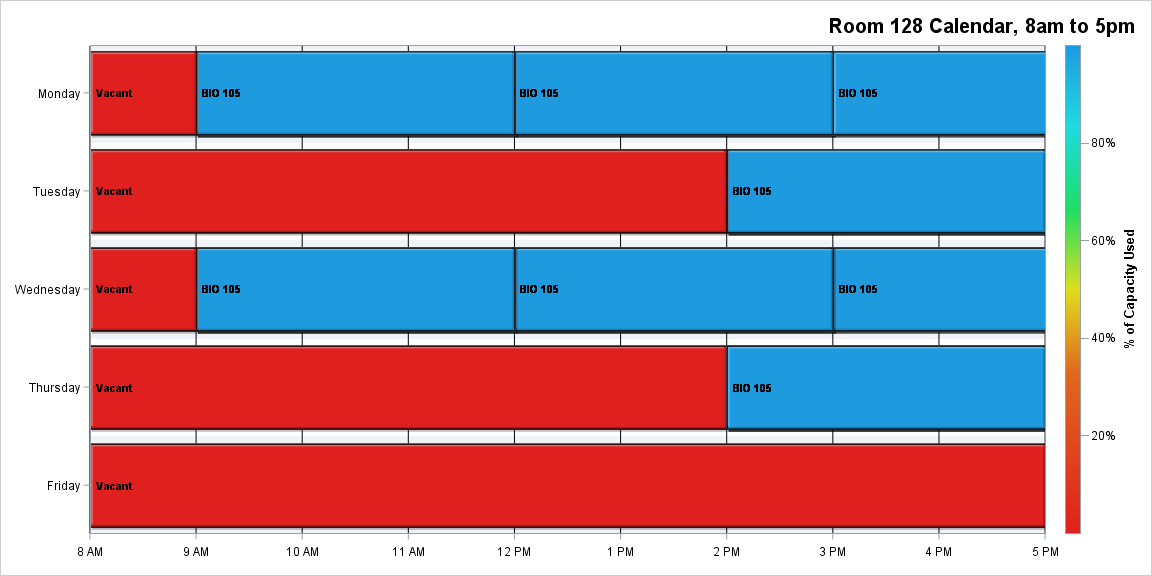 Room 128 Calendar, 8am to 5pm
Monday Vacant BIO 105 BIO 105 BIO 105
Tuesday Vacant BIO 105
Wednesday Vacant BIO 105 BIO 105 BIO 105
Thursday Vacant BIO 105
Friday Vacant
8 AM 9 AM 10 AM 11 AM 12 PM 1 PM 2 PM 3 PM 4 PM 5 PM
80%
60%
40%
20%
% of Capacity Used